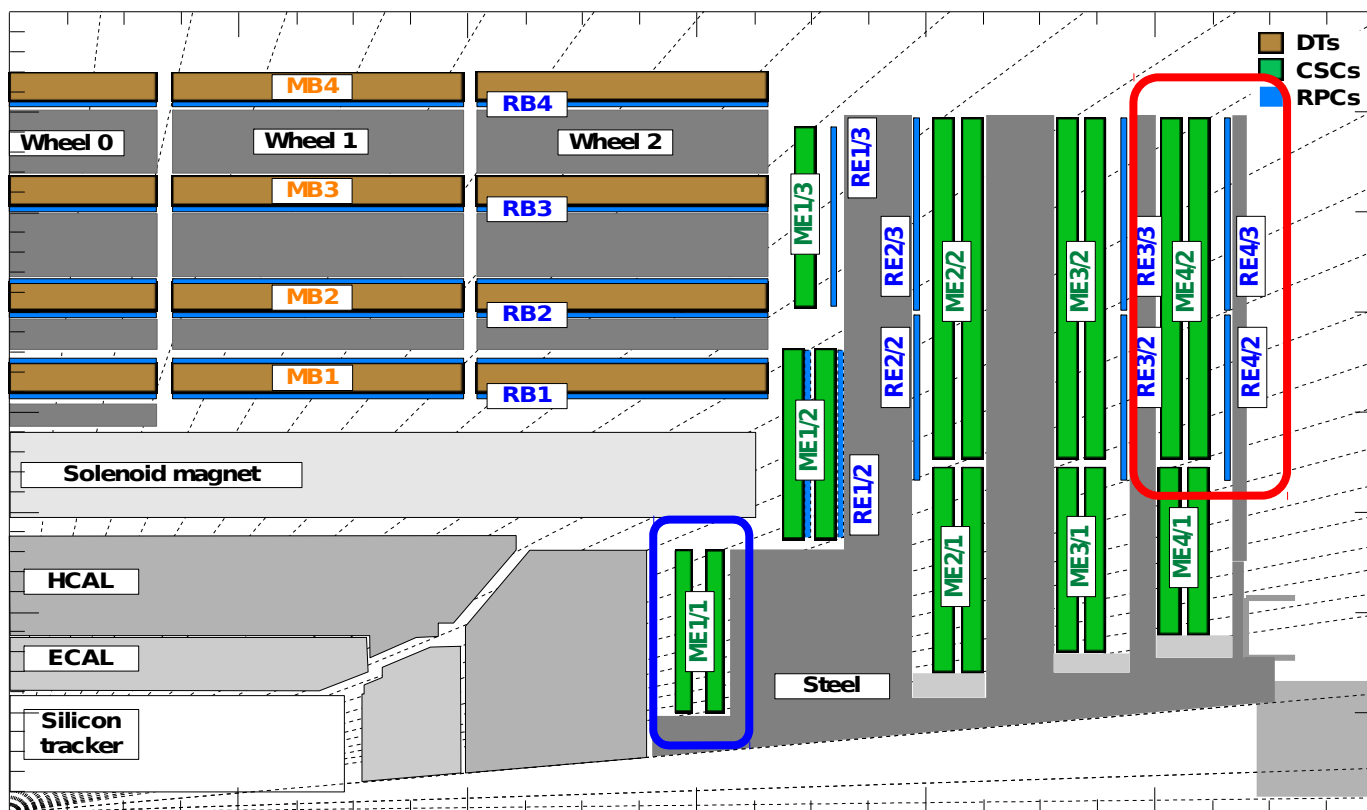 DTs
CSCs
RPCs
MB4
RB4
Wheel 0
Wheel 1
Wheel 2
MB3
RB3
MB2
RB2
MB1
RB1
ME1/3
RE1/3
RE2/3
ME2/2
ME3/2
RE3/3
ME4/2
RE4/3
RE2/2
RE3/2
RE4/2
ME1/2
RE1/2
Solenoid magnet
HCAL
ME1/1
ME2/1
ME3/1
ME4/1
ECAL
Steel
Silicon
tracker